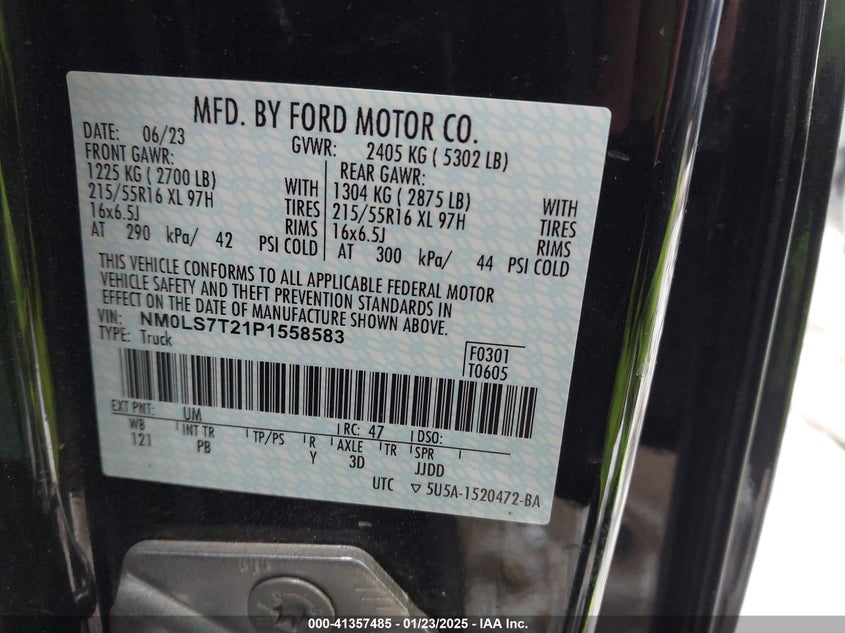 MFD. BY FORD MOTOR CO.
DATE: 06/23 GVWR: 2405 KG ( 5302 LB)
FRONT GAWR: REAR GAWR:
1225 KG ( 2700 LB) WITH 1304 KG ( 2875 LB) WITH
215/55R16 XL 97H TIRES 215/55R16 XL 97H TIRES
16x6.5J RIMS 16x6.5J RIMS
AT 290 kPa/ 42 PSI COLD AT 300 kPa/ 44 PSI COLD
THIS VEHICLE CONFORMS TO ALL APPLICABLE FEDERAL MOTOR
VEHICLE SAFETY AND THEFT PREVENTION STANDARDS IN
EFFECT ON THE DATE OF MANUFACTURE SHOWN ABOVE.
VIN: NM0LS7T21P1558583
TYPE: Truck
F0301
T0605
EXT PNT: UM RC: 47 DSO:
WB INT TR TP/PS R AXLE TR SPR
121 PB Y 3D JJDD
UTC ▽ 5U5A-1520472-BA
000-41357485 - 01/23/2025 - IAA Inc.